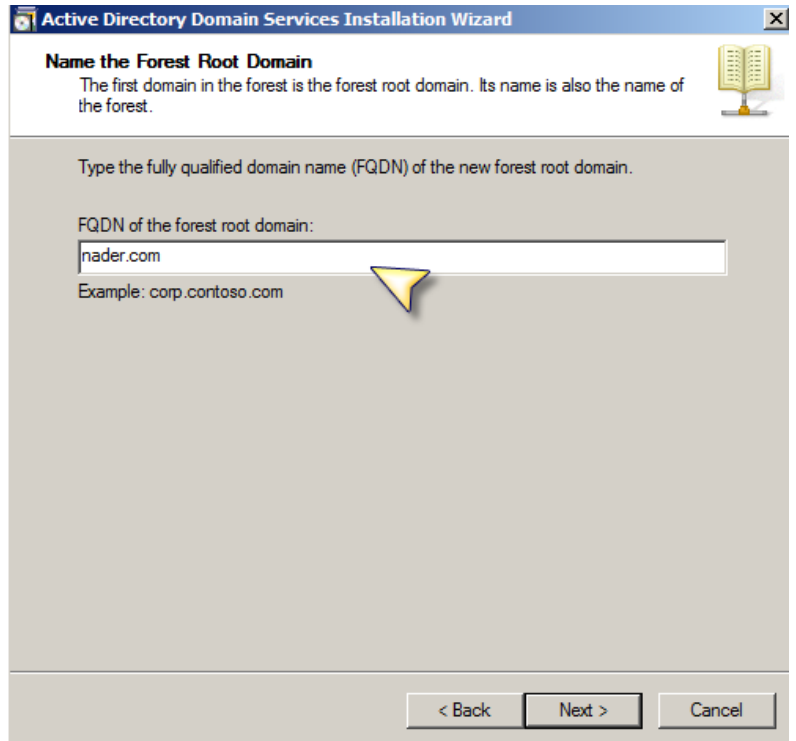 Active Directory Domain Services Installation Wizard
Name the Forest Root Domain
The first domain in the forest is the forest root domain. Its name is also the name of
the forest.
Type the fully qualified domain name (FQDN) of the new forest root domain.
FQDN of the forest root domain:
nader.com
Example: corp.contoso.com
< Back
Next >
Cancel